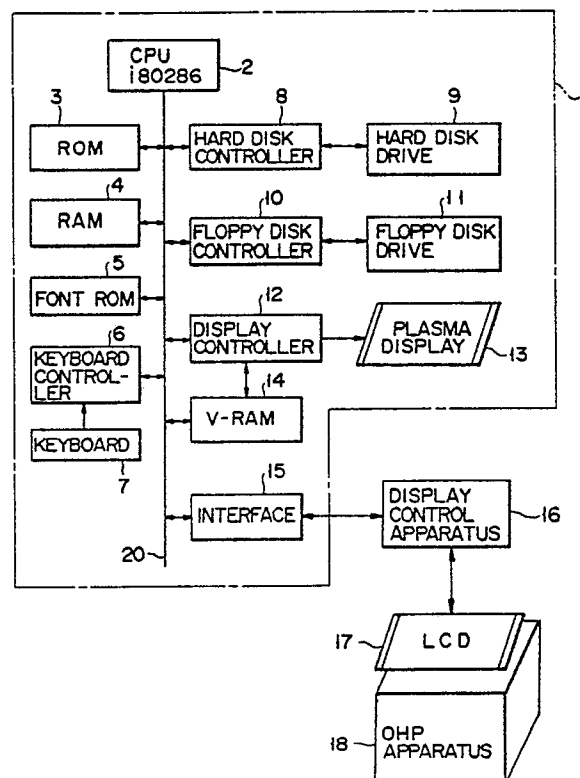 CPU
i80286
2
3
ROM
8
HARD DISK
CONTROLLER
9
HARD DISK
DRIVE
4
RAM
10
FLOPPY DISK
CONTROLLER
11
FLOPPY DISK
DRIVE
5
FONT ROM
12
DISPLAY
CONTROLLER
PLASMA
DISPLAY
13
6
KEYBOARD
CONTROL-
LER
14
V-RAM
KEYBOARD
7
15
INTERFACE
20
DISPLAY
CONTROL
APPARATUS
16
17
LCD
18
OHP
APPARATUS